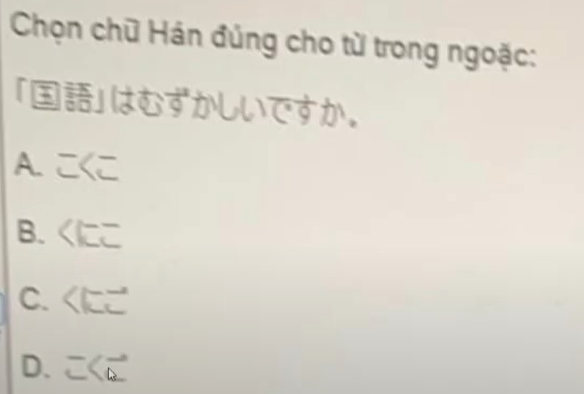 Chọn chữ Hán đúng cho từ trong ngoặc:
「国語」はむずかしいですか。
A. こくこ
B. くにこ
C. くにご
D. こくご